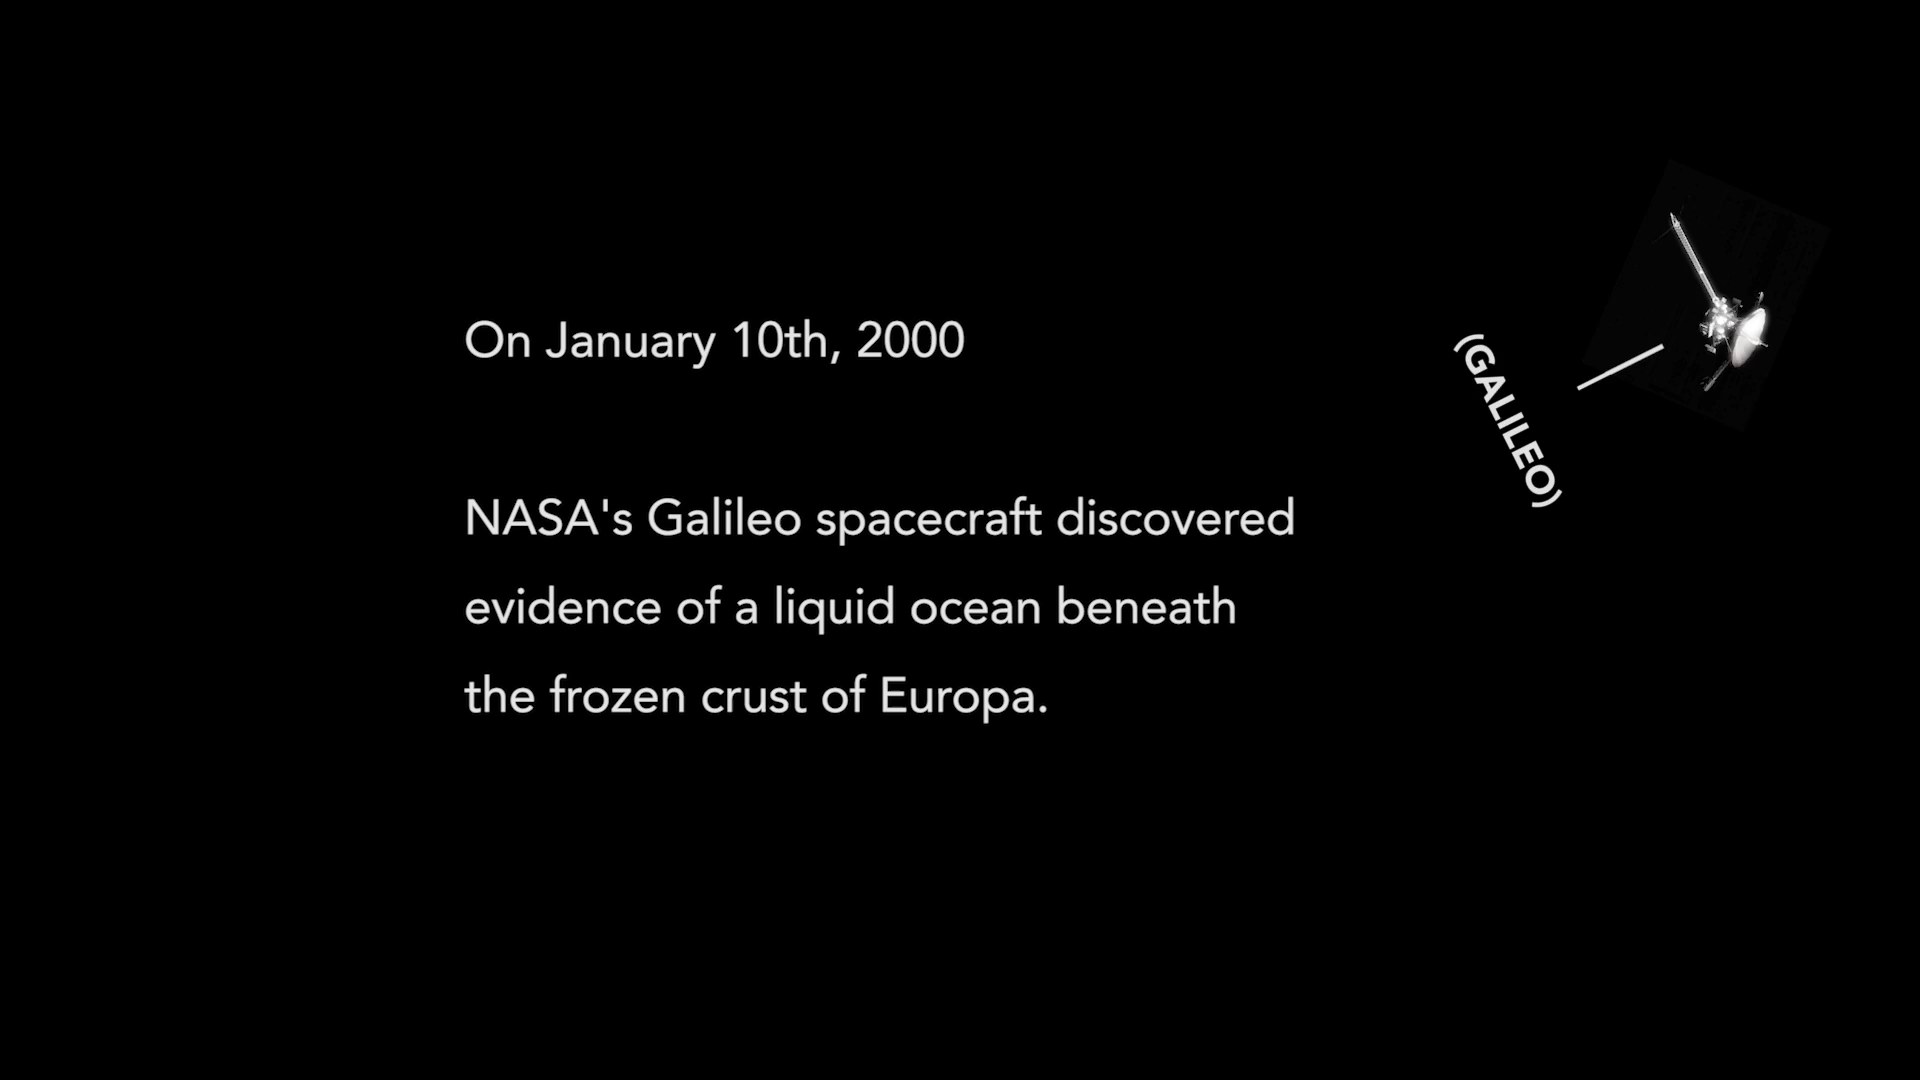 On January 10th, 2000
NASA's Galileo spacecraft discovered
evidence of a liquid ocean beneath
the frozen crust of Europa.
(GALILEO)